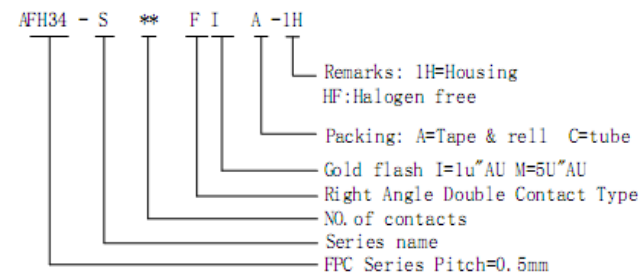 AFH34 - S ** F I A -1H
Remarks: 1H=Housing
HF:Halogen free
Packing: A=Tape & rell C=tube
Gold flash I=1u"AU M=5U"AU
Right Angle Double Contact Type
NO. of contacts
Series name
FPC Series Pitch=0.5mm